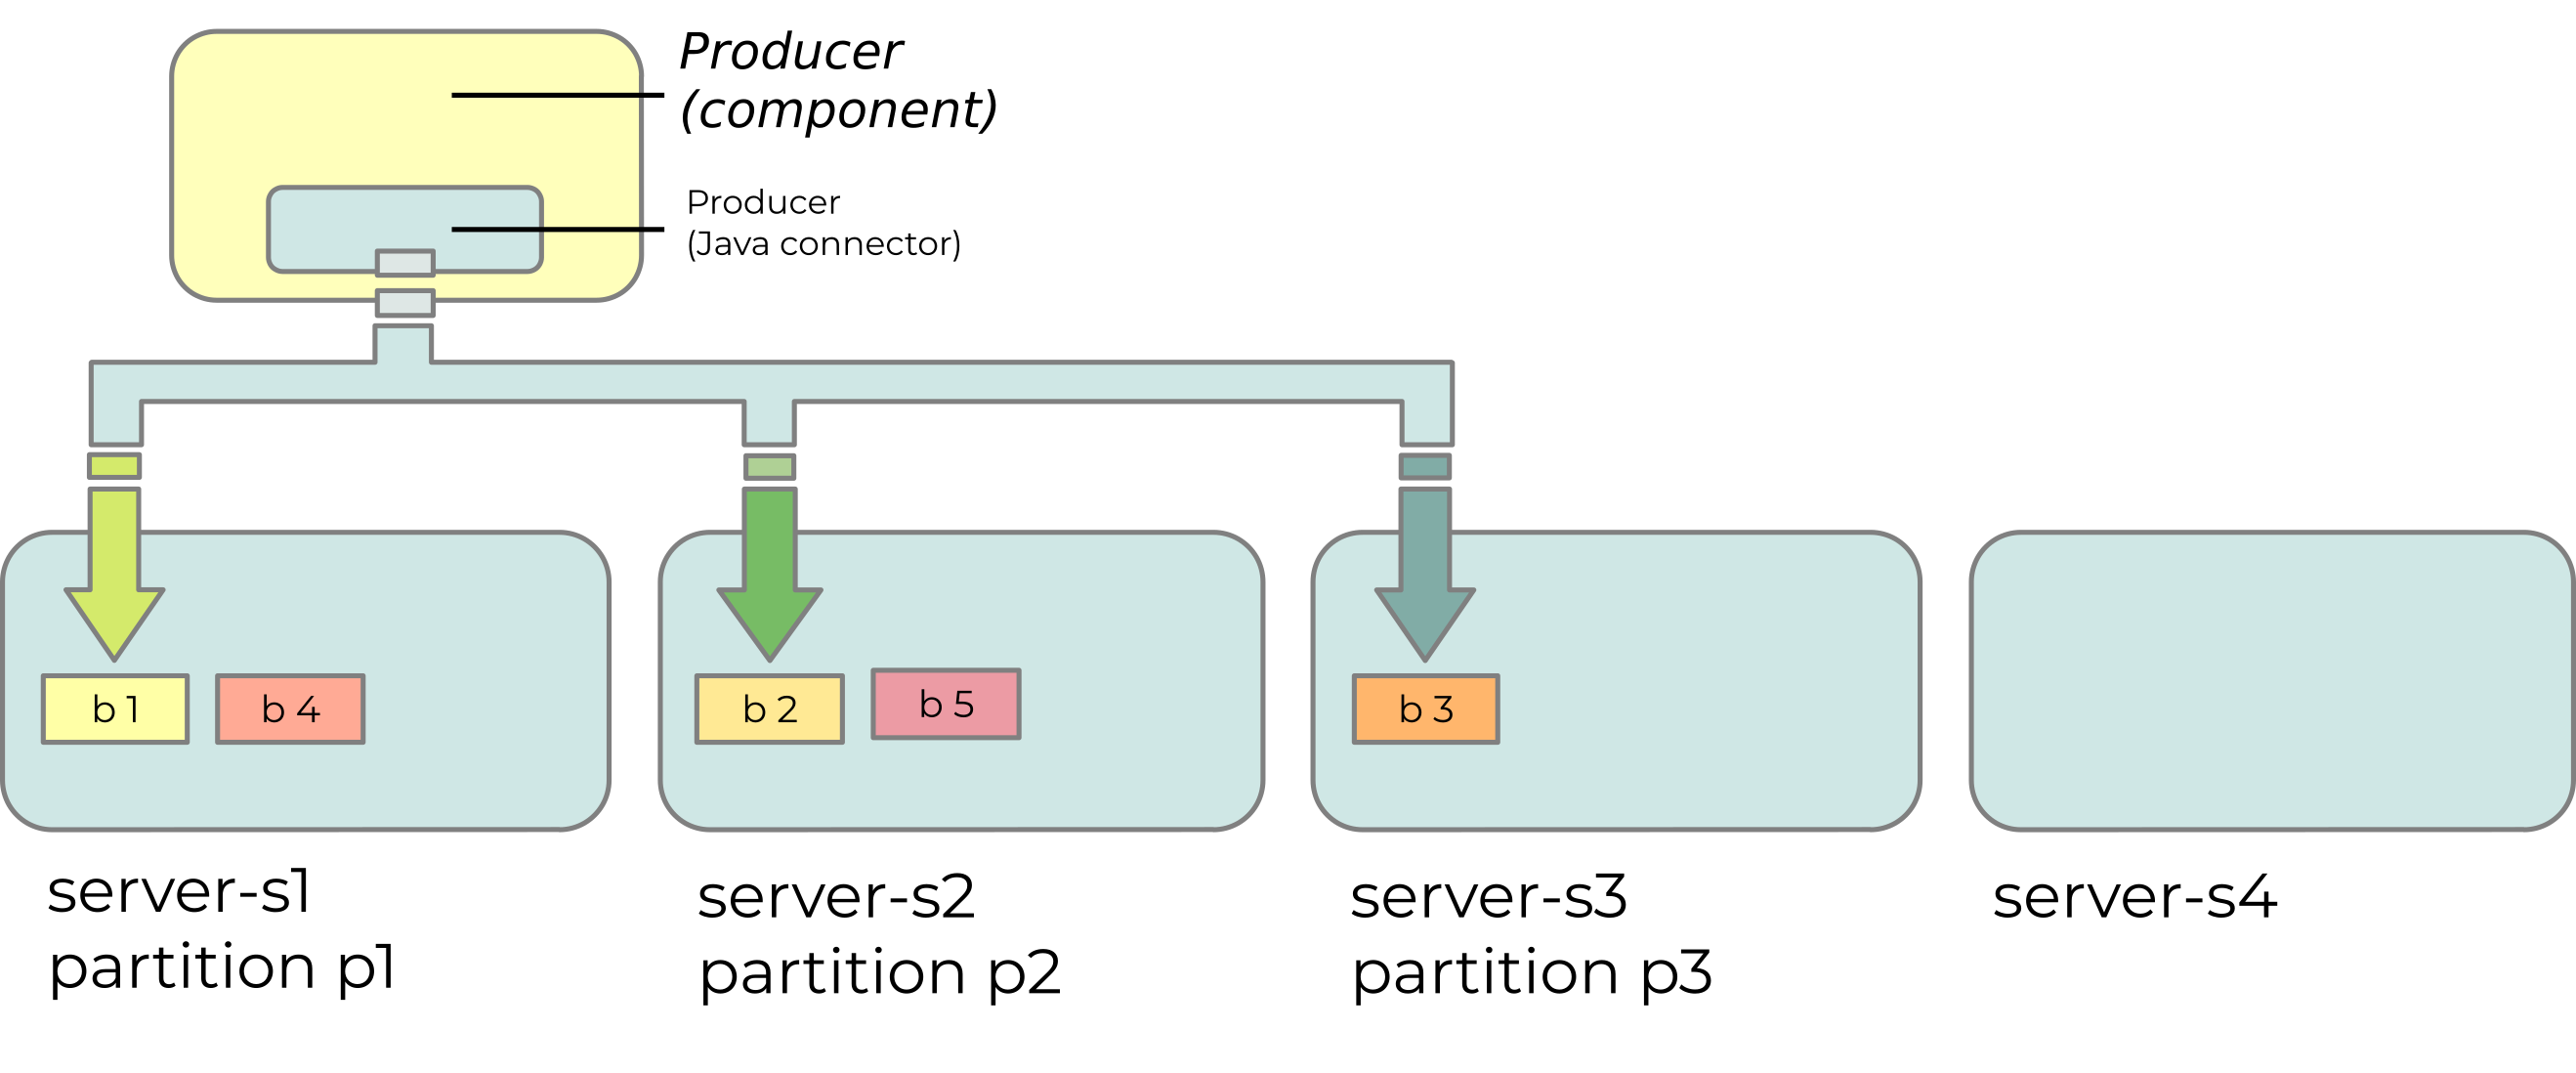 Producer
(component)
Producer
(Java connector)
b 1
b 4
b 2
b 5
b 3
server-s1
partition p1
server-s2
partition p2
server-s3
partition p3
server-s4